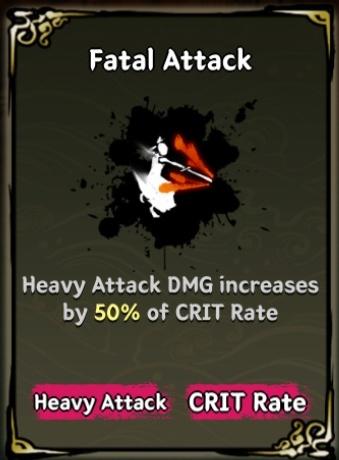 Fatal Attack
Heavy Attack DMG increases
by 50% of CRIT Rate
Heavy Attack CRIT Rate